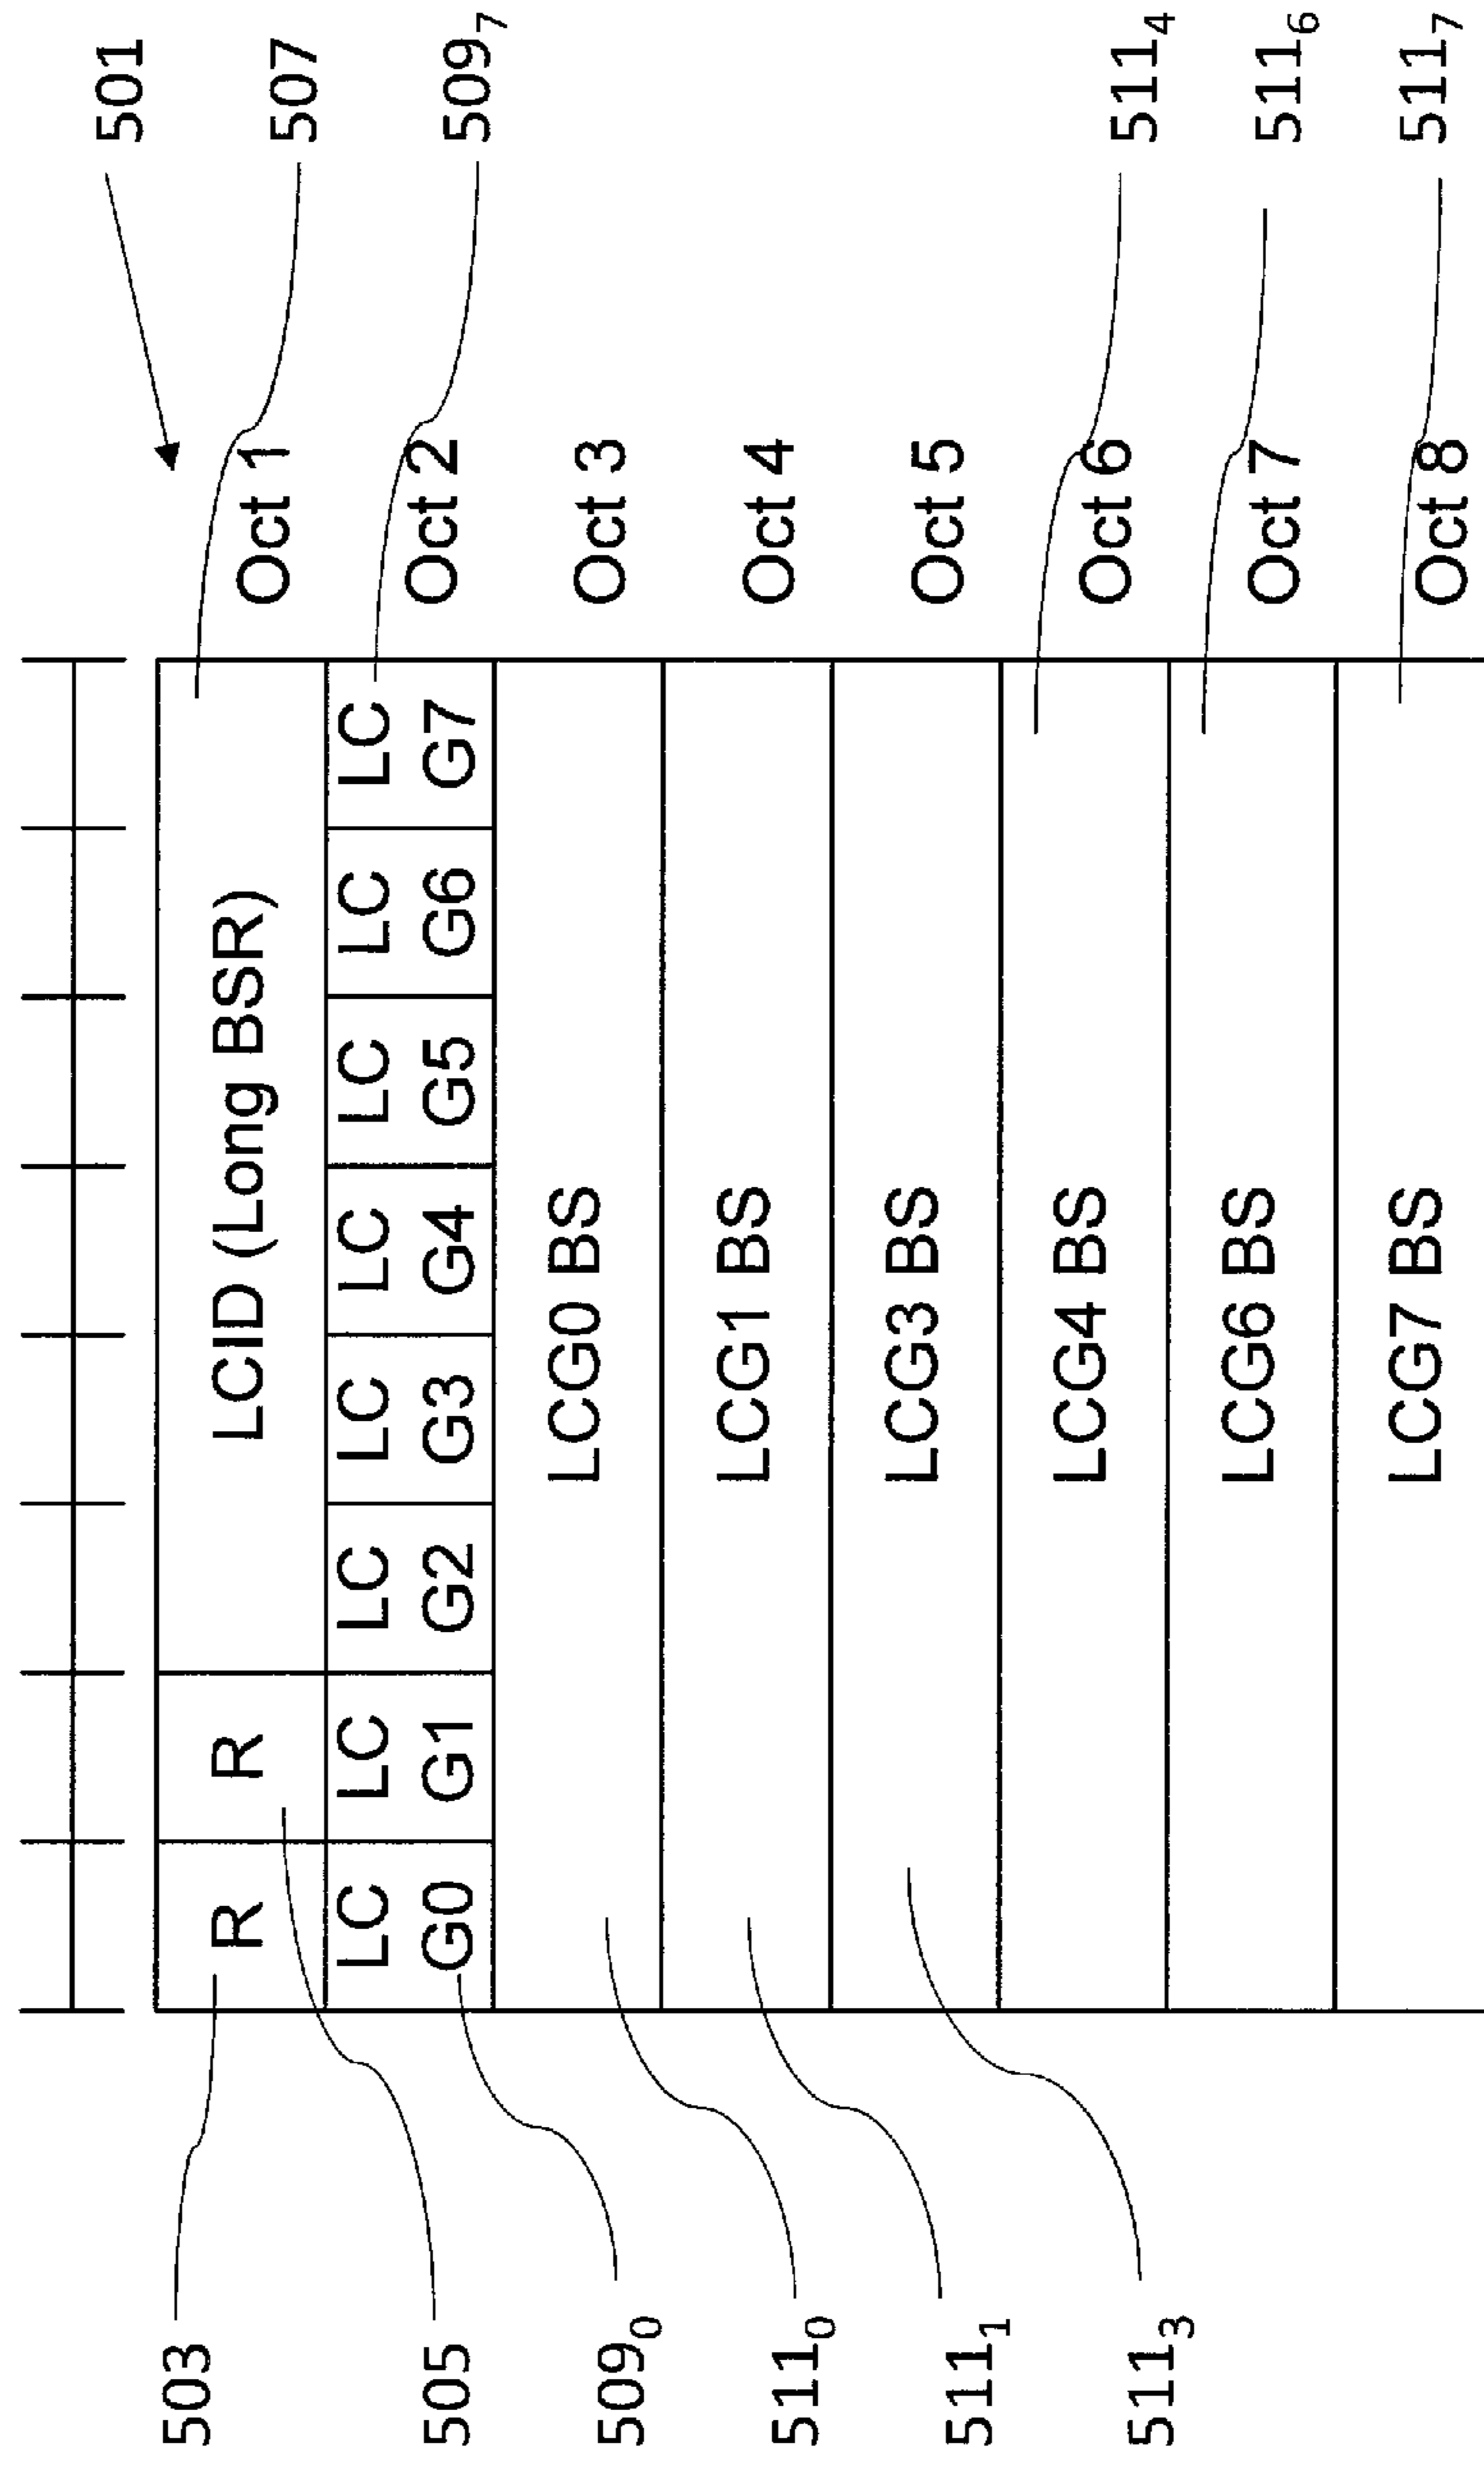 501
507
503
R
R
LCID (Long BSR)
Oct 1
505
LC G0
LC G1
LC G2
LC G3
LC G4
LC G5
LC G6
LC G7
Oct 2
509₇
509₀
LCG0 BS
Oct 3
511₀
LCG1 BS
Oct 4
511₁
LCG3 BS
Oct 5
511₃
LCG4 BS
Oct 6
511₄
LCG6 BS
Oct 7
511₆
LCG7 BS
Oct 8
511₇